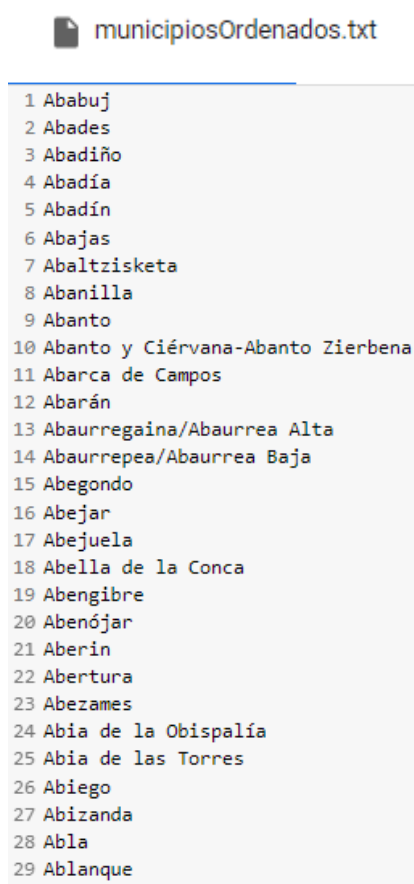 municipiosOrdenados.txt
1 Ababuj
2 Abades
3 Abadiño
4 Abadía
5 Abadín
6 Abajas
7 Abaltzisketa
8 Abanilla
9 Abanto
10 Abanto y Ciérvana-Abanto Zierbena
11 Abarca de Campos
12 Abarán
13 Abaurregaina/Abaurrea Alta
14 Abaurrepea/Abaurrea Baja
15 Abegondo
16 Abejar
17 Abejuela
18 Abella de la Conca
19 Abengibre
20 Abenójar
21 Aberin
22 Abertura
23 Abezames
24 Abia de la Obispalía
25 Abia de las Torres
26 Abiego
27 Abizanda
28 Abla
29 Ablanque